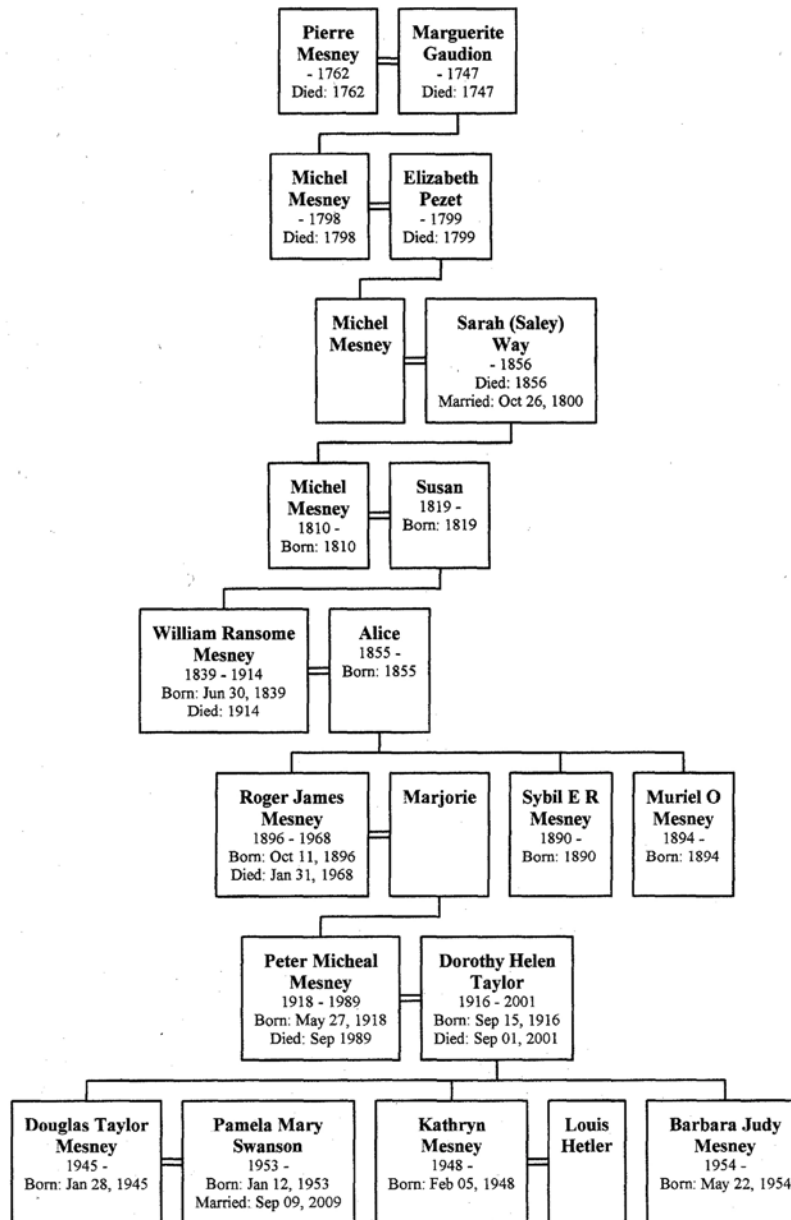 Pierre
Mesney
- 1762
Died: 1762
Marguerite
Gaudion
- 1747
Died: 1747
Michel
Mesney
- 1798
Died: 1798
Elizabeth
Pezet
- 1799
Died: 1799
Michel
Mesney
Sarah (Saley)
Way
- 1856
Died: 1856
Married: Oct 26, 1800
Michel
Mesney
1810 -
Born: 1810
Susan
1819 -
Born: 1819
William Ransome
Mesney
1839 - 1914
Born: Jun 30, 1839
Died: 1914
Alice
1855 -
Born: 1855
Roger James
Mesney
1896 - 1968
Born: Oct 11, 1896
Died: Jan 31, 1968
Marjorie
Sybil E R
Mesney
1890 -
Born: 1890
Muriel O
Mesney
1894 -
Born: 1894
Peter Micheal
Mesney
1918 - 1989
Born: May 27, 1918
Died: Sep 1989
Dorothy Helen
Taylor
1916 - 2001
Born: Sep 15, 1916
Died: Sep 01, 2001
Douglas Taylor
Mesney
1945 -
Born: Jan 28, 1945
Pamela Mary
Swanson
1953 -
Born: Jan 12, 1953
Married: Sep 09, 2009
Kathryn
Mesney
1948 -
Born: Feb 05, 1948
Louis
Hetler
Barbara Judy
Mesney
1954 -
Born: May 22, 1954